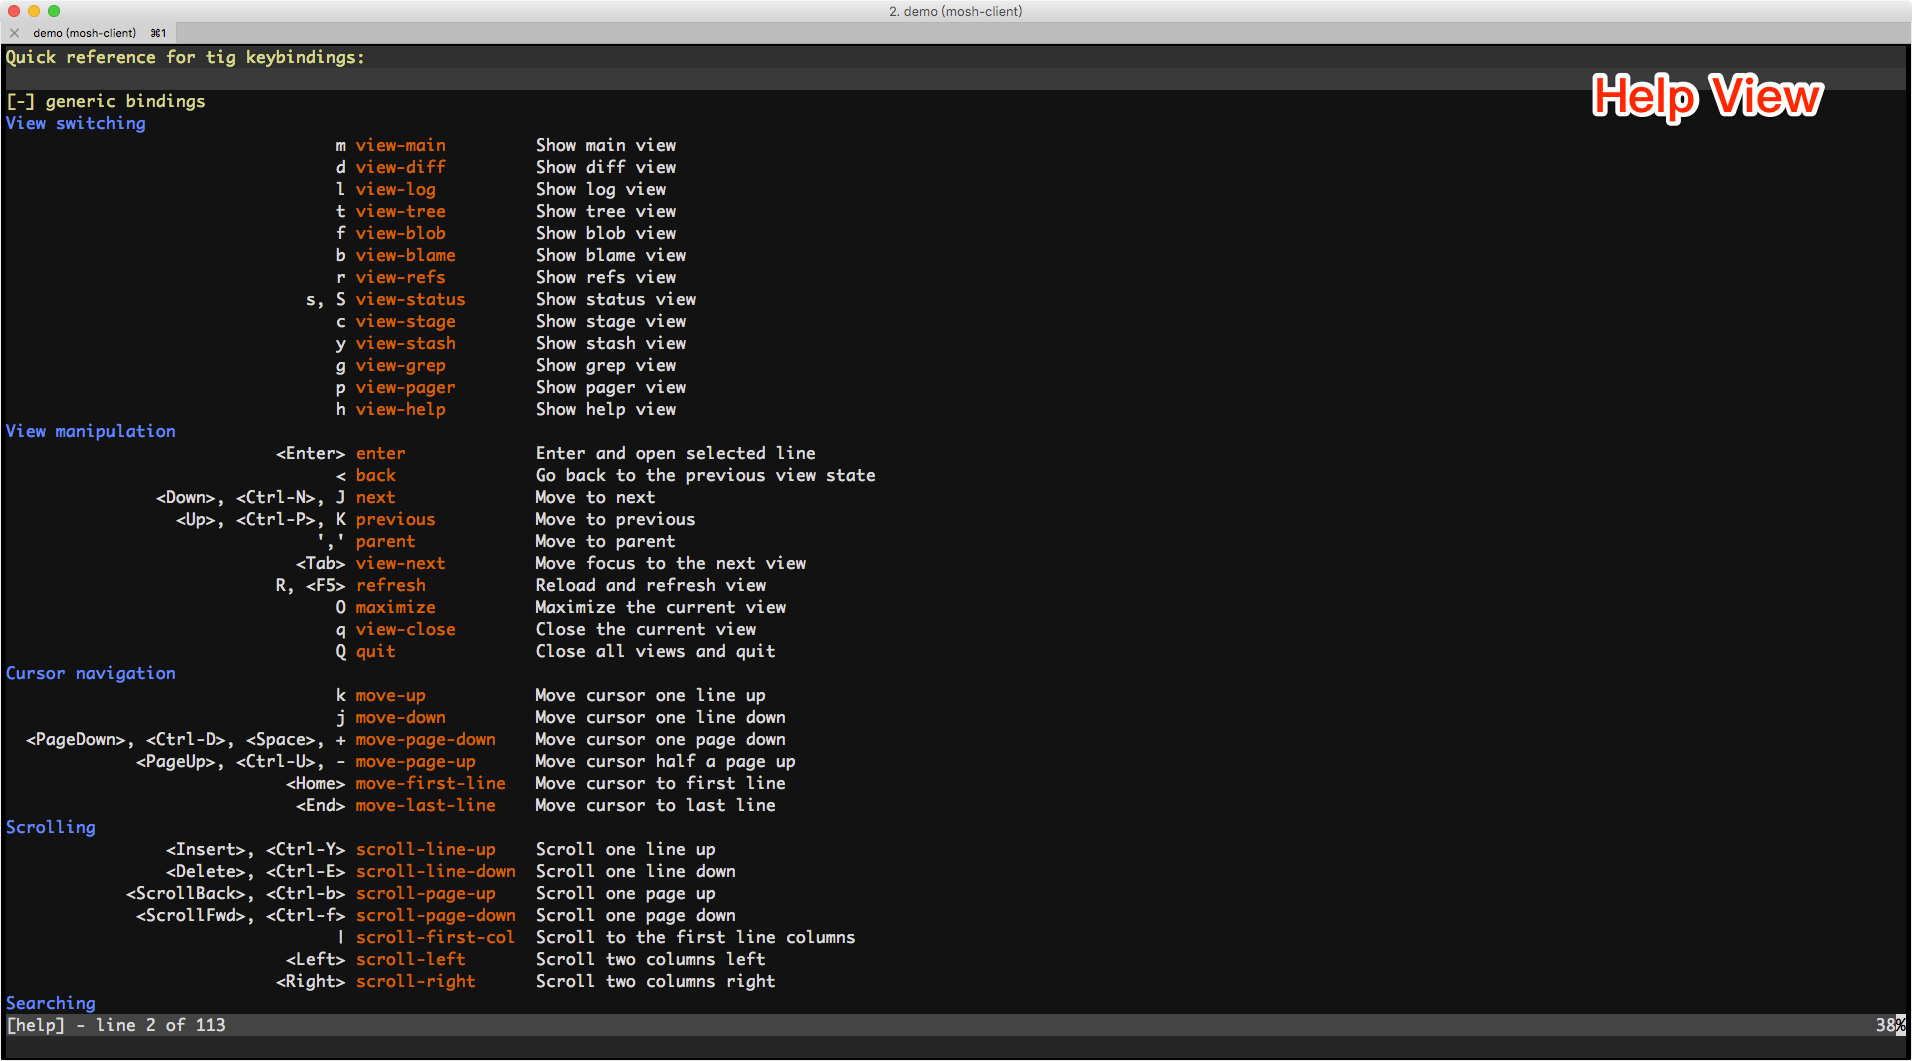 2. demo (mosh-client)
demo (mosh-client) ⌘1
Quick reference for tig keybindings:
Help View
[-] generic bindings
View switching
m view-main Show main view
d view-diff Show diff view
l view-log Show log view
t view-tree Show tree view
f view-blob Show blob view
b view-blame Show blame view
r view-refs Show refs view
s, S view-status Show status view
c view-stage Show stage view
y view-stash Show stash view
g view-grep Show grep view
p view-pager Show pager view
h view-help Show help view
View manipulation
<Enter> enter Enter and open selected line
< back Go back to the previous view state
<Down>, <Ctrl-N>, J next Move to next
<Up>, <Ctrl-P>, K previous Move to previous
',' parent Move to parent
<Tab> view-next Move focus to the next view
R, <F5> refresh Reload and refresh view
O maximize Maximize the current view
q view-close Close the current view
Q quit Close all views and quit
Cursor navigation
k move-up Move cursor one line up
j move-down Move cursor one line down
<PageDown>, <Ctrl-D>, <Space>, + move-page-down Move cursor one page down
<PageUp>, <Ctrl-U>, - move-page-up Move cursor half a page up
<Home> move-first-line Move cursor to first line
<End> move-last-line Move cursor to last line
Scrolling
<Insert>, <Ctrl-Y> scroll-line-up Scroll one line up
<Delete>, <Ctrl-E> scroll-line-down Scroll one line down
<ScrollBack>, <Ctrl-b> scroll-page-up Scroll one page up
<ScrollFwd>, <Ctrl-f> scroll-page-down Scroll one page down
| scroll-first-col Scroll to the first line columns
<Left> scroll-left Scroll two columns left
<Right> scroll-right Scroll two columns right
Searching
[help] - line 2 of 113 38%